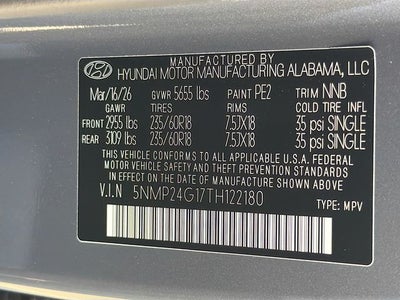 MANUFACTURED BY
HYUNDAI MOTOR MANUFACTURING ALABAMA, LLC
Mar/16/26 GVWR 5655 lbs PAINT PE2 TRIM NNB
GAWR TIRES RIMS COLD TIRE INFL
FRONT 2955 lbs 235/60R18 7.5JX18 35 psi SINGLE
REAR 3109 lbs 235/60R18 7.5JX18 35 psi SINGLE
THIS VEHICLE CONFORMS TO ALL APPLICABLE U.S.A. FEDERAL
MOTOR VEHICLE SAFETY, BUMPER, AND THEFT PREVENTION STANDARDS
IN EFFECT ON THE DATE OF MANUFACTURE SHOWN ABOVE.
V.I.N 5NMP24G17TH122180
TYPE: MPV